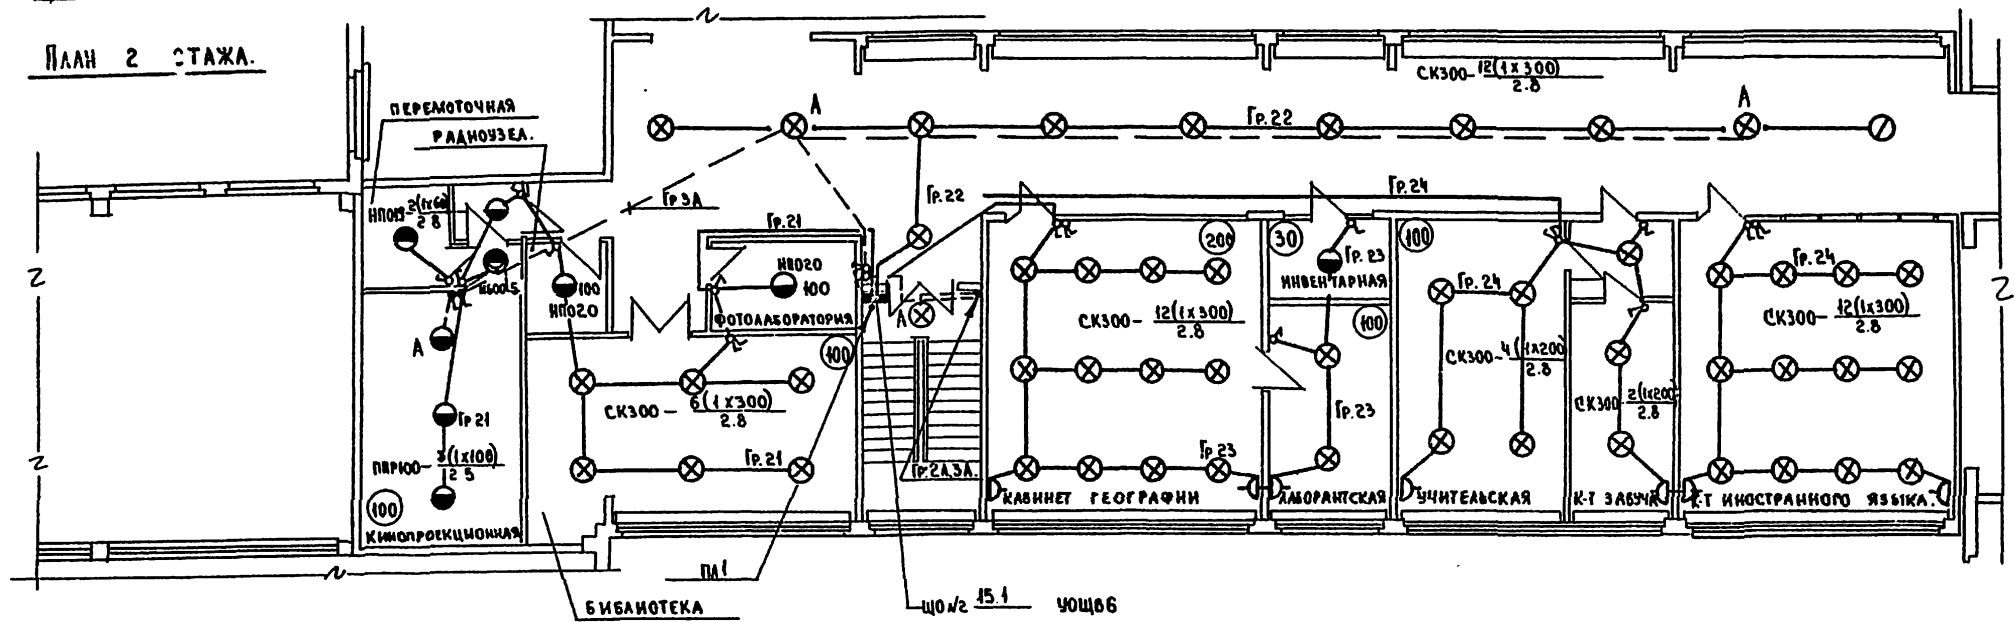 План 2 этажа.
СК300-12(1х300)
2.8
А
А
перемоточная
радиоузел.
Гр.22
Гр.3А
Гр.22
Гр.24
2(1х60)
2 8
Гр.21
200
30
100
НПО20
100
100
НПО20
фотолаборатория
Гр.23
инвентарная
Гр.24
Гр.24
А
А
100
100
СК300- 12(1х300)
2.8
СК300- 12(1х300)
2.8
СК300- 4(1х200)
2.8
СК300- 6(1х300)
2.8
СК300- 2(1х200)
2.8
Гр.21
Гр.23
Гр.21
Гр.23
3(1х100)
2 5
Гр.2А,3А.
100
кинопроекционная
кабинет географии
лаборантская
учительская
к-т завуча
к-т иностранного языка.
пл1
библиотека
ЩО№2 15.1 УОЩВ6